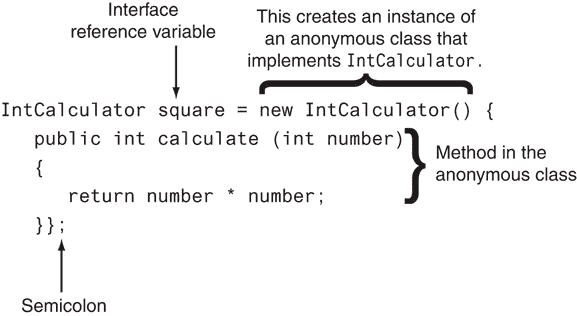 Interface
reference variable
This creates an instance of
an anonymous class that
implements IntCalculator.
IntCalculator square = new IntCalculator() {
public int calculate (int number)
{
return number * number;
}};
Method in the
anonymous class
Semicolon